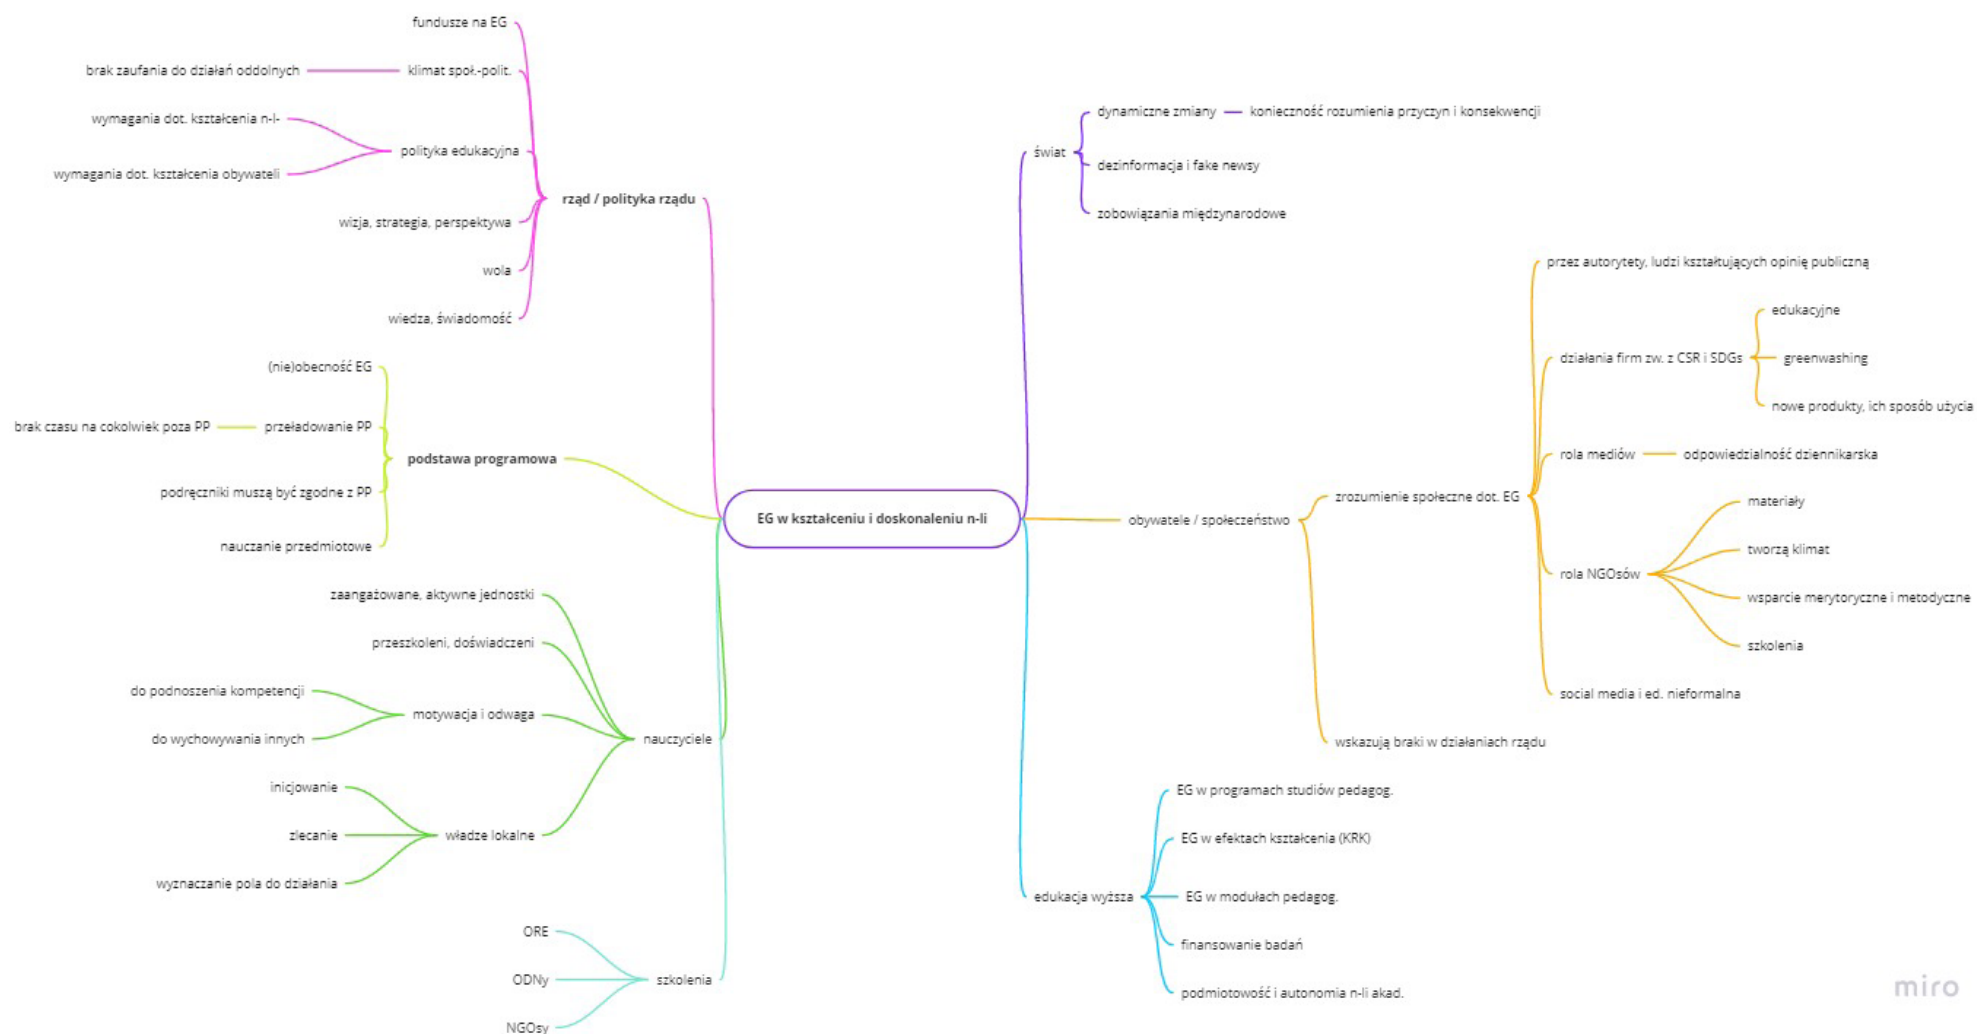 fundusze na EG
brak zaufania do działań oddolnych
klimat społ.-polit.
wymagania dot. kształcenia n-l-
polityka edukacyjna
wymagania dot. kształcenia obywateli
rząd / polityka rządu
wizja, strategia, perspektywa
wola
wiedza, świadomość
(nie)obecność EG
brak czasu na cokolwiek poza PP
przeładowanie PP
podstawa programowa
podręczniki muszą być zgodne z PP
nauczanie przedmiotowe
EG w kształceniu i doskonaleniu n-li
zaangażowane, aktywne jednostki
przeszkoleni, doświadczeni
do podnoszenia kompetencji
motywacja i odwaga
do wychowywania innych
nauczyciele
inicjowanie
zlecanie
władze lokalne
wyznaczanie pola do działania
ORE
ODNy
szkolenia
NGOsy
dynamiczne zmiany
konieczność rozumienia przyczyn i konsekwencji
świat
dezinformacja i fake newsy
zobowiązania międzynarodowe
przez autorytety, ludzi kształtujących opinię publiczną
edukacyjne
działania firm zw. z CSR i SDGs
greenwashing
nowe produkty, ich sposób użycia
rola mediów
odpowiedzialność dziennikarska
zrozumienie społeczne dot. EG
obywatele / społeczeństwo
materiały
tworzą klimat
rola NGOsów
wsparcie merytoryczne i metodyczne
szkolenia
social media i ed. nieformalna
wskazują braki w działaniach rządu
EG w programach studiów pedagog.
EG w efektach kształcenia (KRK)
edukacja wyższa
EG w modułach pedagog.
finansowanie badań
podmiotowość i autonomia n-li akad.
miro